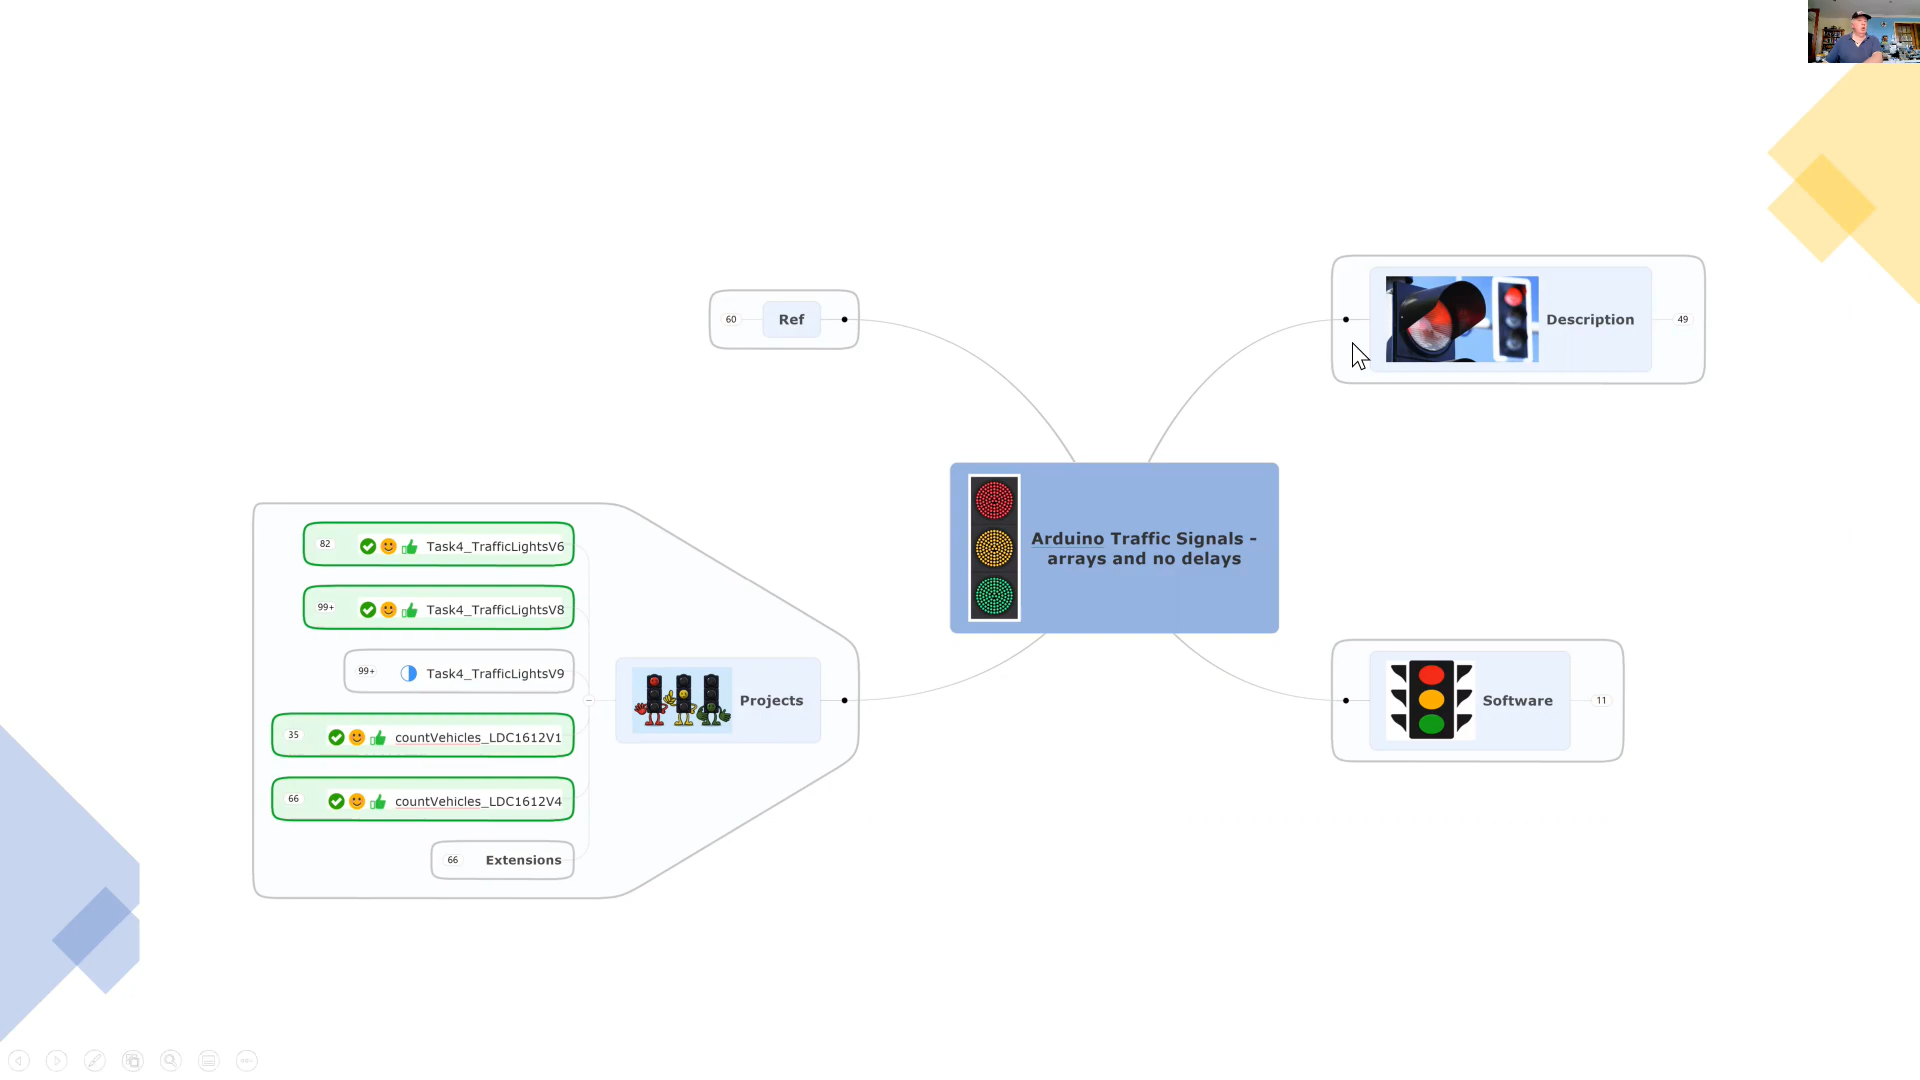 60
Ref
Description
49
Arduino Traffic Signals -
arrays and no delays
82
Task4_TrafficLightsV6
99+
Task4_TrafficLightsV8
99+
Task4_TrafficLightsV9
35
countVehicles_LDC1612V1
66
countVehicles_LDC1612V4
66
Extensions
Projects
Software
11